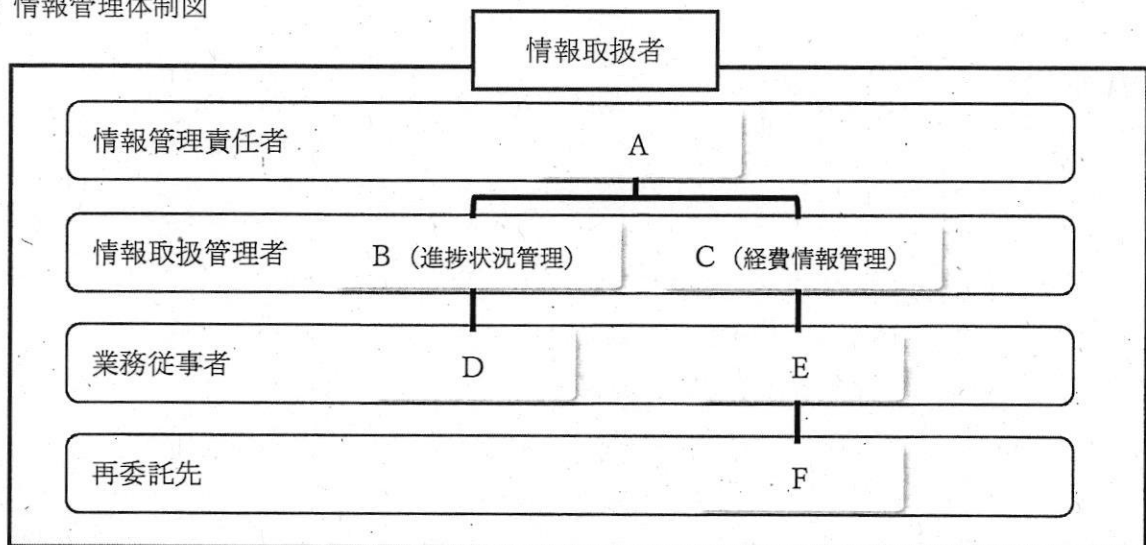 情報管理体制図
情報取扱者
情報管理責任者 A
情報取扱管理者 B（進捗状況管理） C（経費情報管理）
業務従事者 D E
再委託先 F